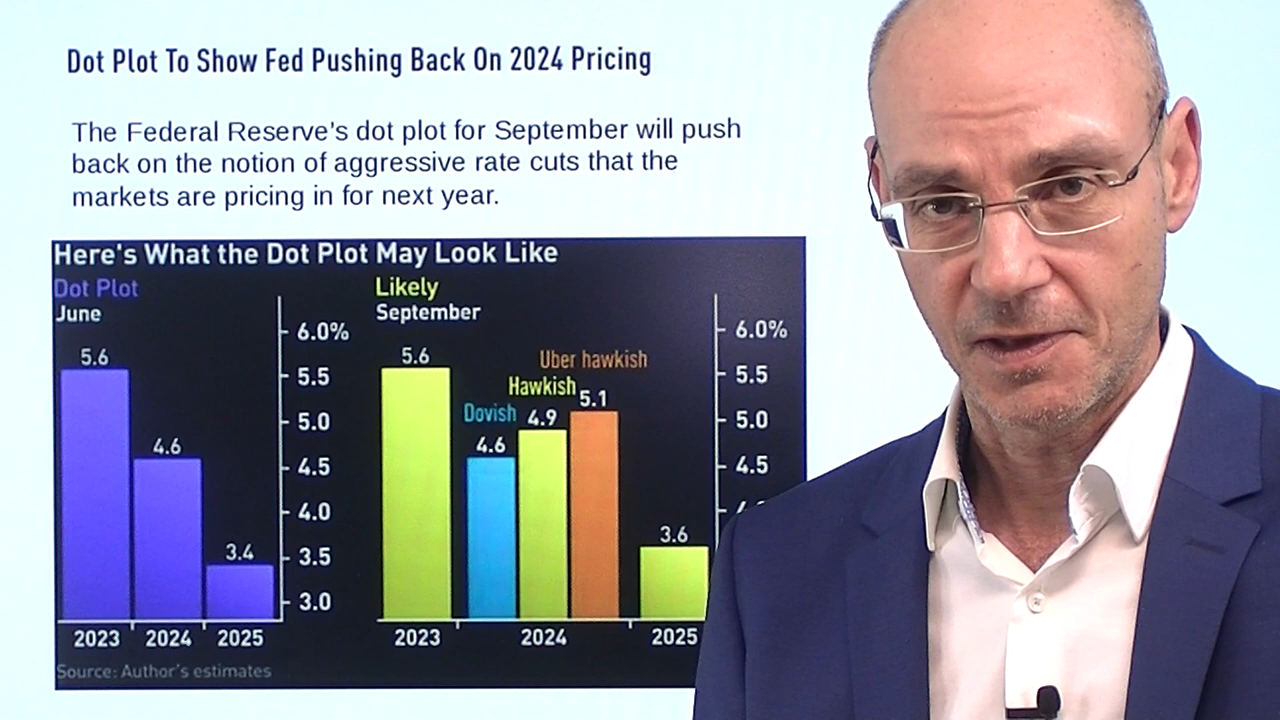 Dot Plot To Show Fed Pushing Back On 2024 Pricing
The Federal Reserve's dot plot for September will push
back on the notion of aggressive rate cuts that the
markets are pricing in for next year.
Here's What the Dot Plot May Look Like
Dot Plot
June
6.0%
5.6
5.5
5.0
4.6
4.5
4.0
3.4
3.5
3.0
2023 2024 2025
Likely
September
6.0%
5.6
Uber hawkish
5.5
Hawkish
5.1
Dovish
4.9
5.0
4.6
4.5
3.6
2023 2024 2025
Source: Author's estimates